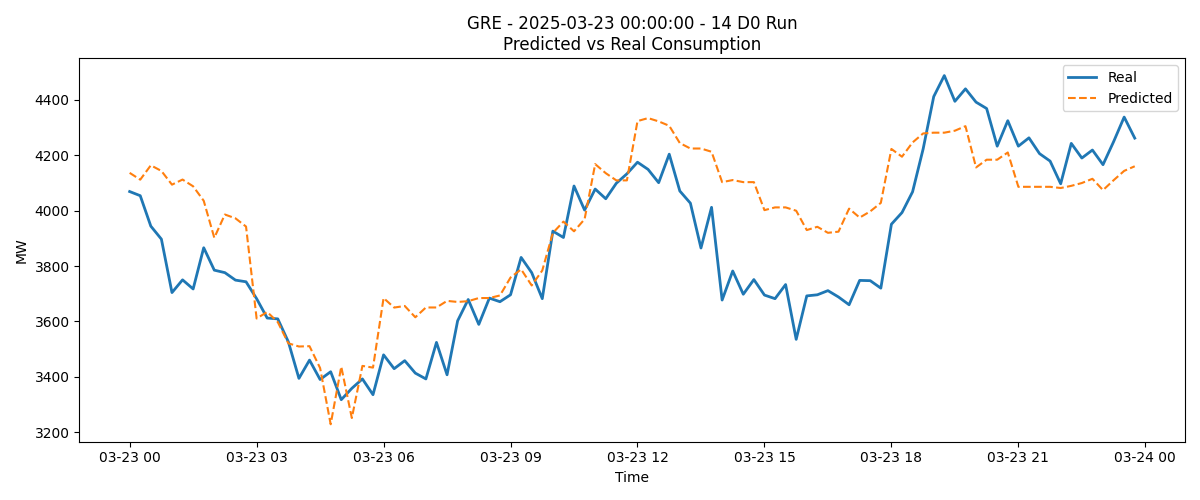 GRE - 2025-03-23 00:00:00 - 14 D0 Run
Predicted vs Real Consumption
Real
Predicted
4400
4200
4000
3800
3600
3400
3200
MW
03-23 00
03-23 03
03-23 06
03-23 09
03-23 12
03-23 15
03-23 18
03-23 21
03-24 00
Time